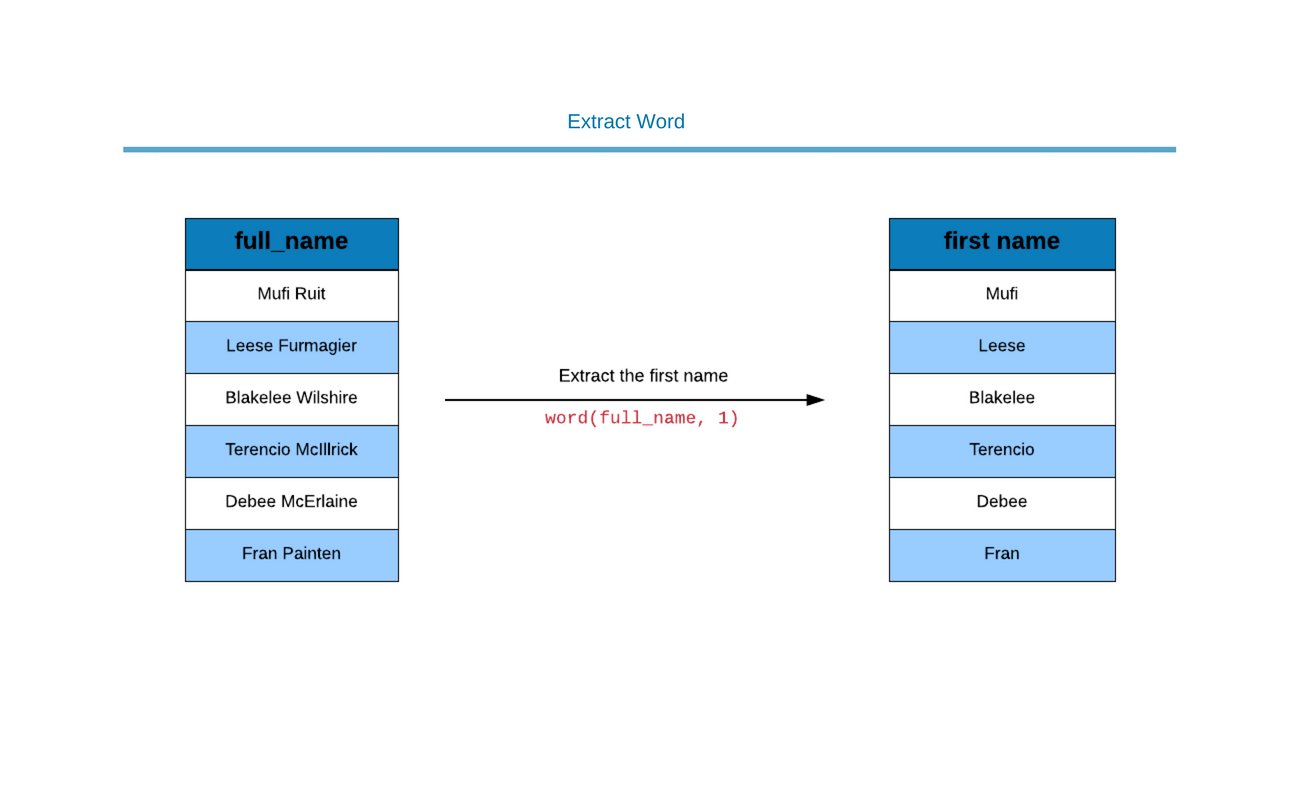 Extract Word
full_name
Mufi Ruit
Leese Furmagier
Blakelee Wilshire
Terencio McIllrick
Debee McErlaine
Fran Painten
Extract the first name
word(full_name, 1)
first name
Mufi
Leese
Blakelee
Terencio
Debee
Fran